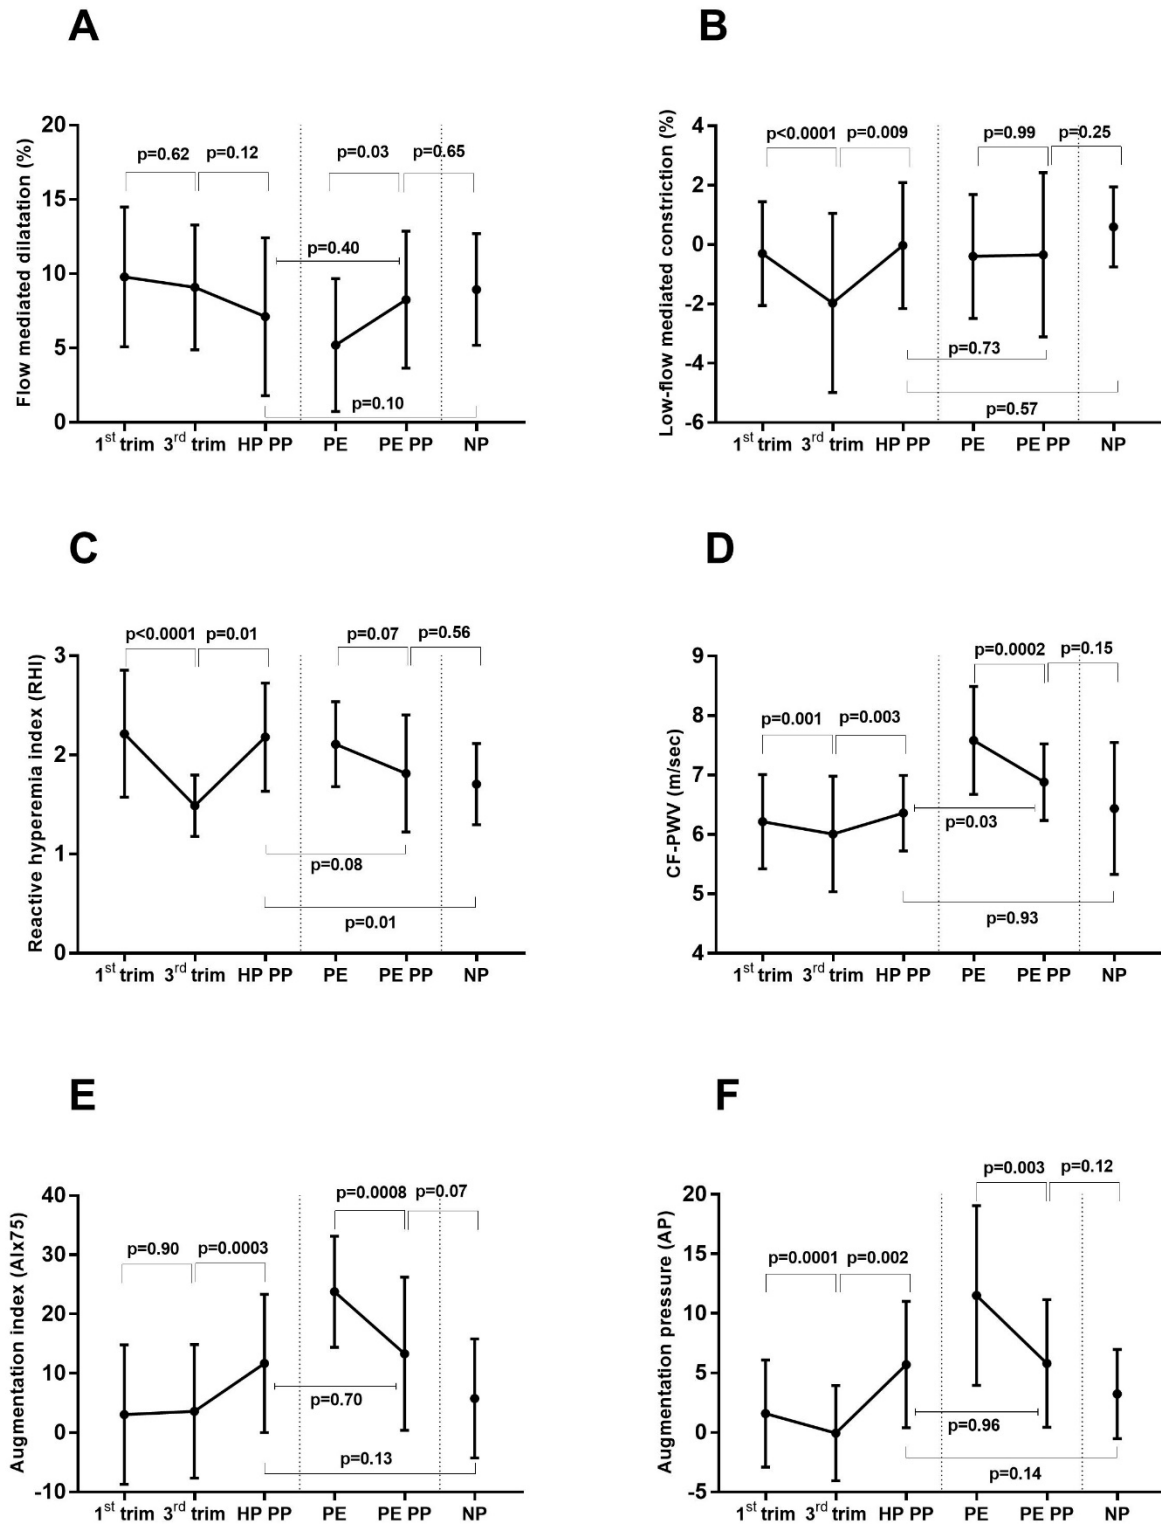 A
Flow mediated dilatation (%)
20
15
10
5
0
p=0.62
p=0.12
p=0.03
p=0.65
p=0.40
p=0.10
1st trim
3rd trim
HP PP
PE
PE PP
NP
B
Low-flow mediated constriction (%)
4
2
0
-2
-4
-6
p<0.0001
p=0.009
p=0.99
p=0.25
p=0.73
p=0.57
1st trim
3rd trim
HP PP
PE
PE PP
NP
C
Reactive hyperemia index (RHI)
3
2
1
0
p<0.0001
p=0.01
p=0.07
p=0.56
p=0.08
p=0.01
1st trim
3rd trim
HP PP
PE
PE PP
NP
D
CF-PWV (m/sec)
9
8
7
6
5
4
p=0.001
p=0.003
p=0.0002
p=0.15
p=0.03
p=0.93
1st trim
3rd trim
HP PP
PE
PE PP
NP
E
Augmentation index (AIx75)
40
30
20
10
0
-10
p=0.90
p=0.0003
p=0.0008
p=0.07
p=0.70
p=0.13
1st trim
3rd trim
HP PP
PE
PE PP
NP
F
Augmentation pressure (AP)
20
15
10
5
0
-5
p=0.0001
p=0.002
p=0.003
p=0.12
p=0.96
p=0.14
1st trim
3rd trim
HP PP
PE
PE PP
NP